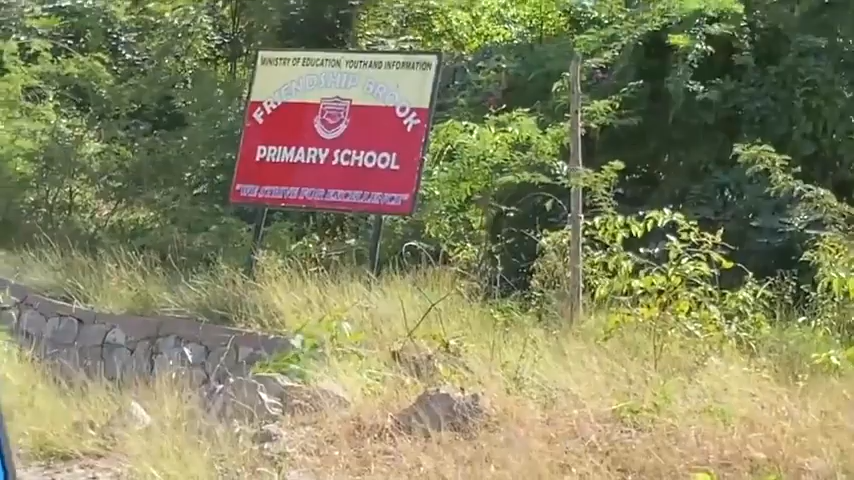 MINISTRY OF EDUCATION YOUTH AND INFORMATION
FRIENDSHIP BROOK
PRIMARY SCHOOL
"WE STRIVE FOR EXCELLENCE"